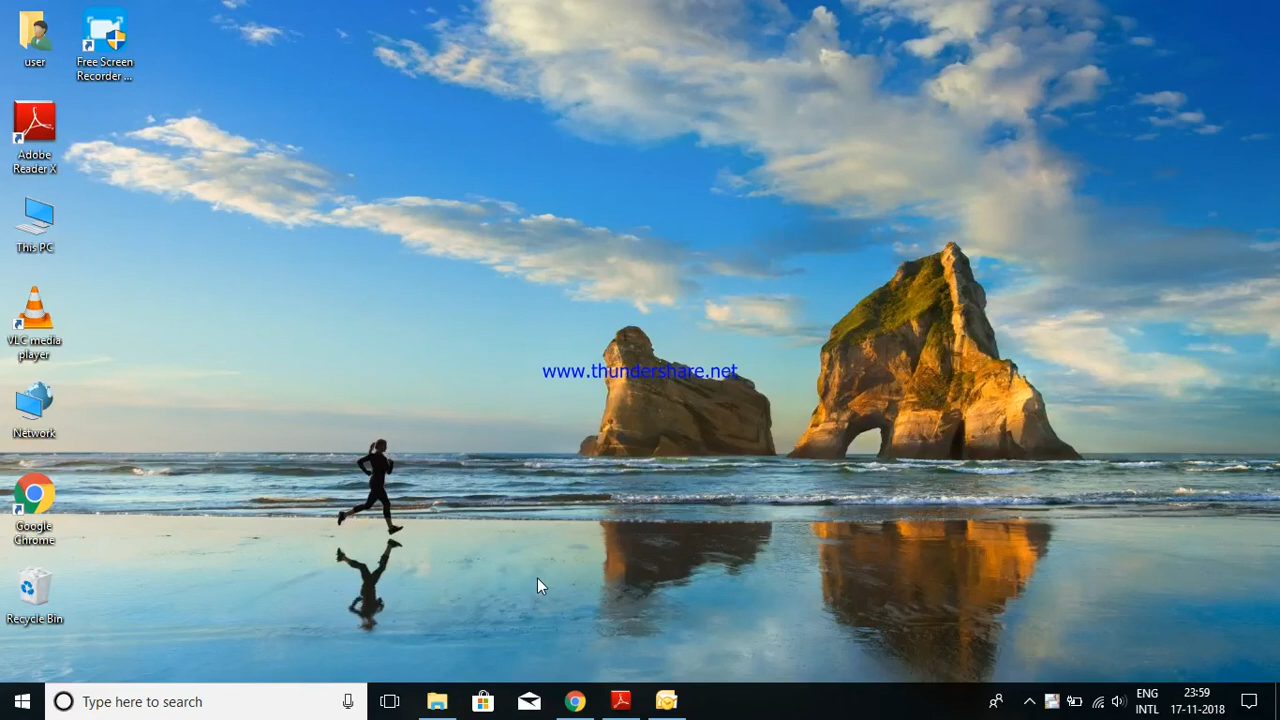 user
Free Screen
Recorder ...
Adobe
Reader X
This PC
VLC media
player
Network
Google
Chrome
Recycle Bin
www.thundershare.net
Type here to search
ENG
INTL
23:59
17-11-2018